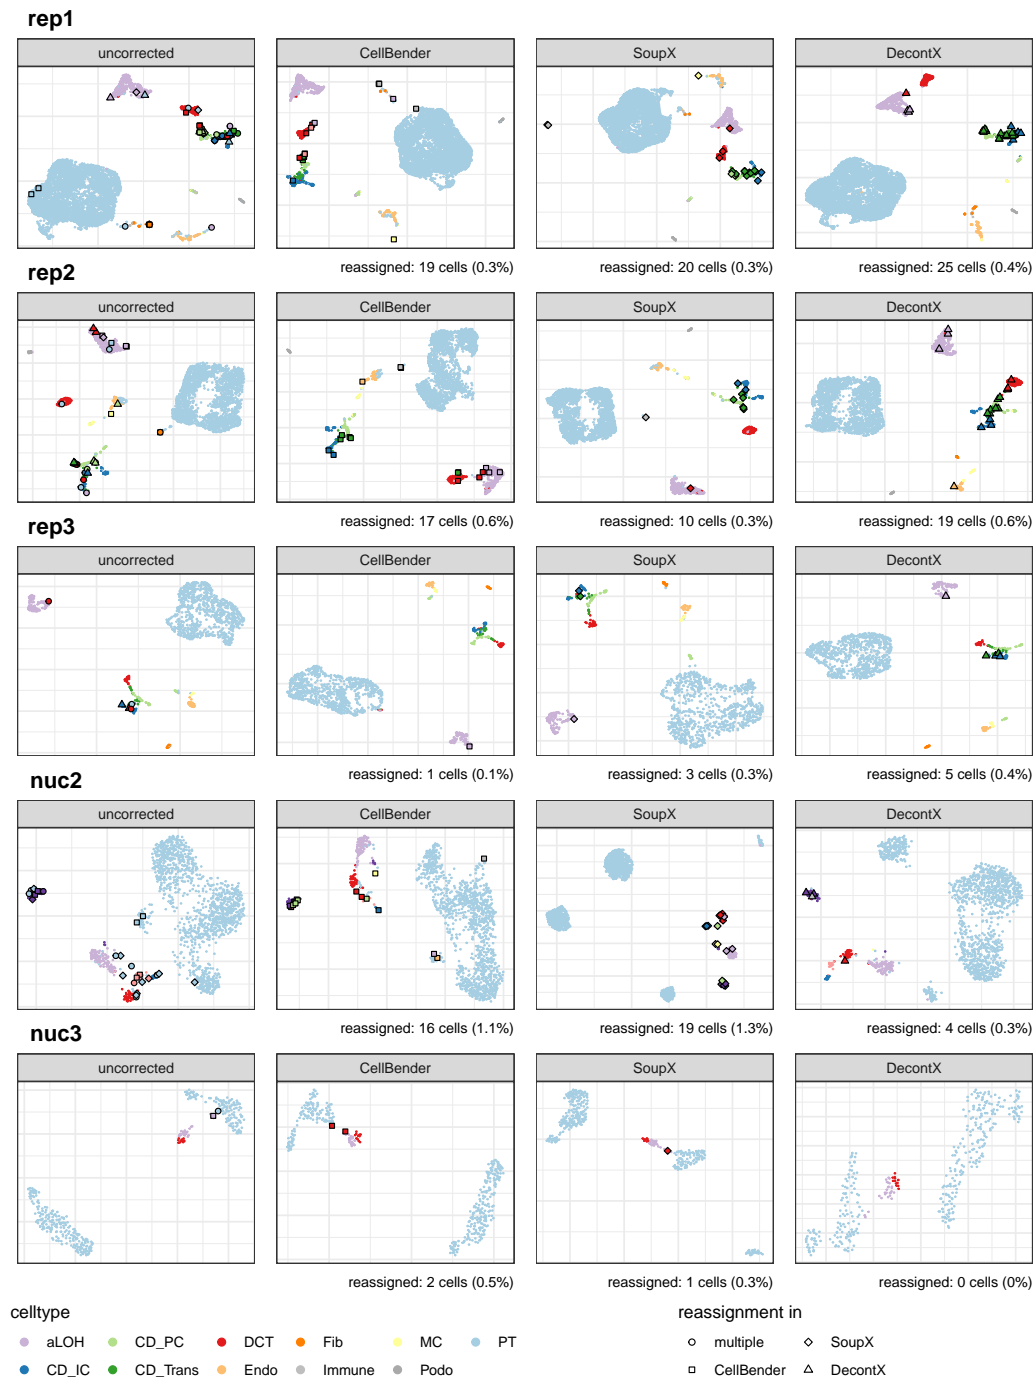 rep1
uncorrected
CellBender
SoupX
DecontX
reassigned: 19 cells (0.3%)
reassigned: 20 cells (0.3%)
reassigned: 25 cells (0.4%)
rep2
uncorrected
CellBender
SoupX
DecontX
reassigned: 17 cells (0.6%)
reassigned: 10 cells (0.3%)
reassigned: 19 cells (0.6%)
rep3
uncorrected
CellBender
SoupX
DecontX
reassigned: 1 cells (0.1%)
reassigned: 3 cells (0.3%)
reassigned: 5 cells (0.4%)
nuc2
uncorrected
CellBender
SoupX
DecontX
reassigned: 16 cells (1.1%)
reassigned: 19 cells (1.3%)
reassigned: 4 cells (0.3%)
nuc3
uncorrected
CellBender
SoupX
DecontX
reassigned: 2 cells (0.5%)
reassigned: 1 cells (0.3%)
reassigned: 0 cells (0%)
celltype
aLOH
CD_PC
DCT
Fib
MC
PT
CD_IC
CD_Trans
Endo
Immune
Podo
reassignment in
multiple
SoupX
CellBender
DecontX